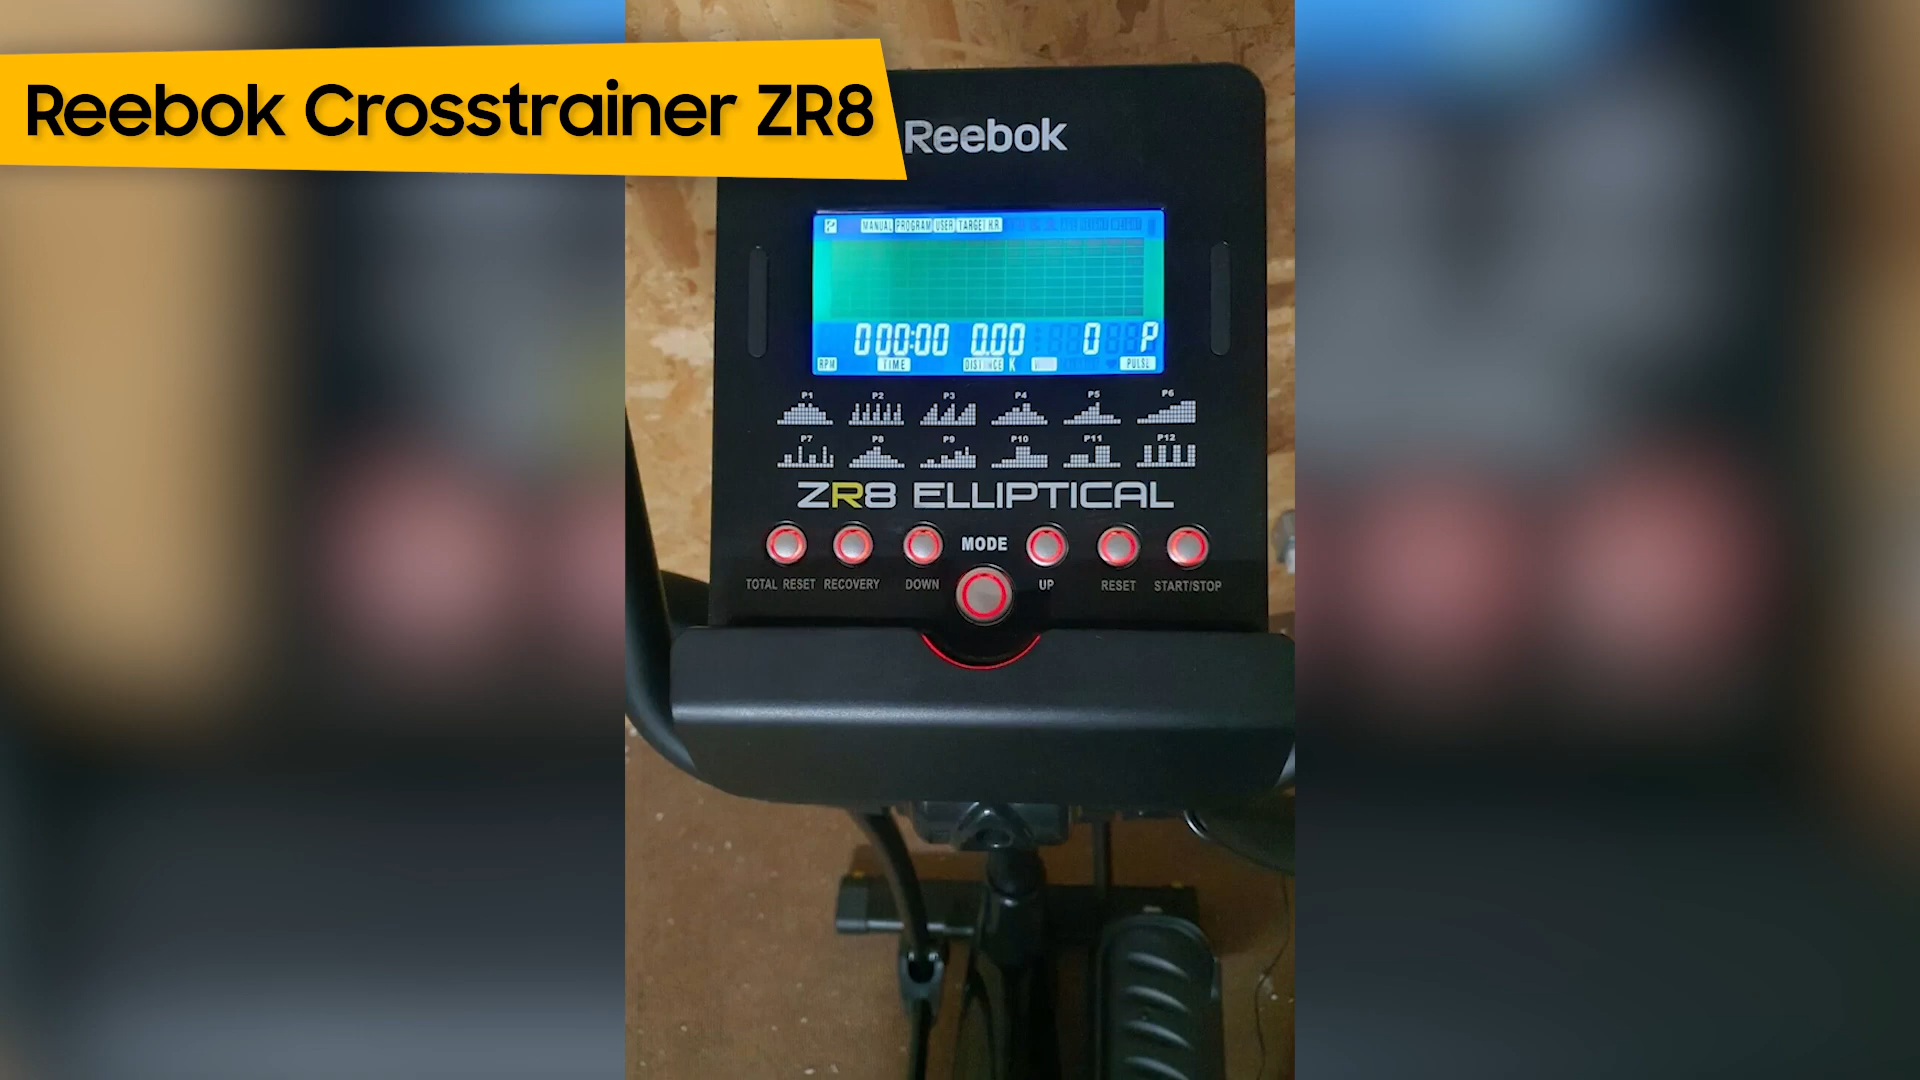 Reebok Crosstrainer ZR8
Reebok
MANUAL PROGRAM USER TARGET H.R.
0 00:00 0.00 0 P
RPM TIME DISTANCE K PULSE
P1 P2 P3 P4 P5 P6
P7 P8 P9 P10 P11 P12
ZR8 ELLIPTICAL
MODE
TOTAL RESET RECOVERY DOWN UP RESET START/STOP